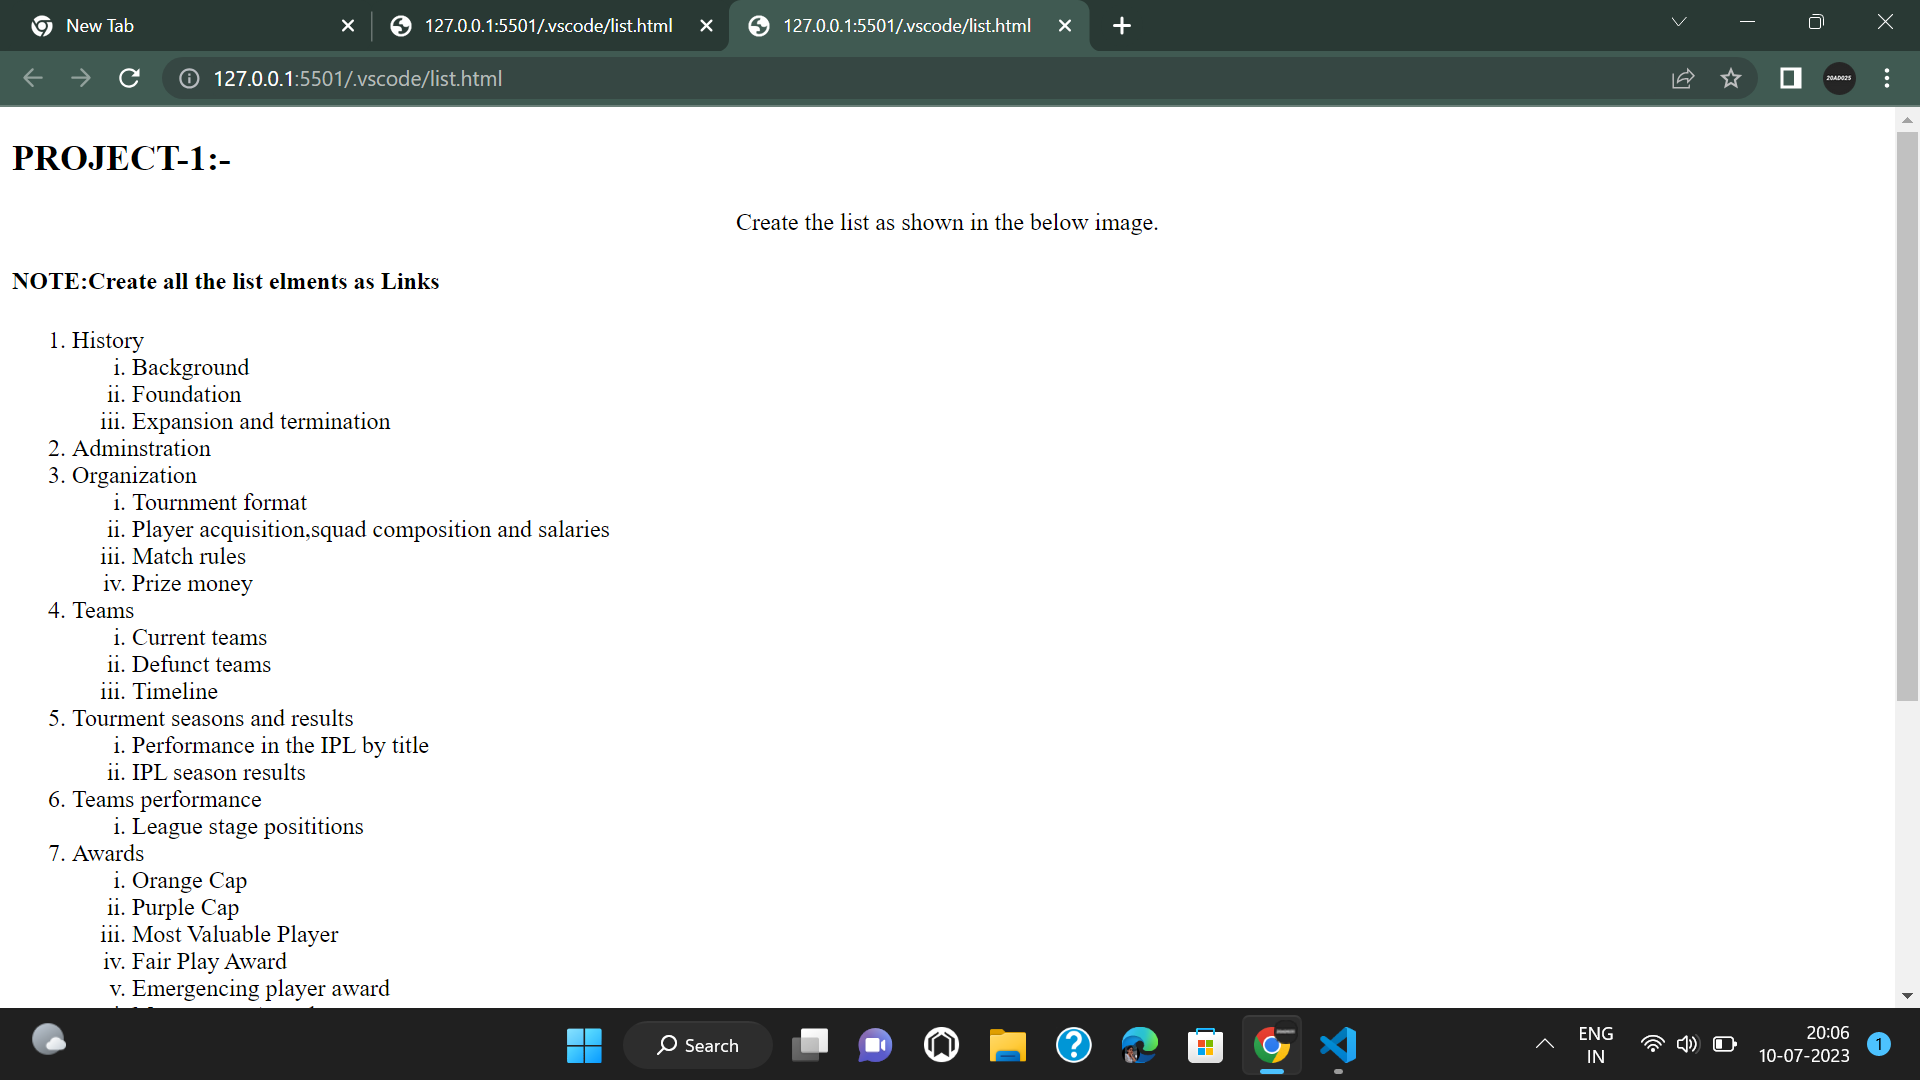 New Tab
127.0.0.1:5501/.vscode/list.html
127.0.0.1:5501/.vscode/list.html
127.0.0.1:5501/.vscode/list.html
20AD025
PROJECT-1:-
Create the list as shown in the below image.
NOTE:Create all the list elments as Links
1. History
i. Background
ii. Foundation
iii. Expansion and termination
2. Adminstration
3. Organization
i. Tournment format
ii. Player acquisition,squad composition and salaries
iii. Match rules
iv. Prize money
4. Teams
i. Current teams
ii. Defunct teams
iii. Timeline
5. Tourment seasons and results
i. Performance in the IPL by title
ii. IPL season results
6. Teams performance
i. League stage posititions
7. Awards
i. Orange Cap
ii. Purple Cap
iii. Most Valuable Player
iv. Fair Play Award
v. Emergencing player award
Search
ENG
IN
20:06
10-07-2023
1